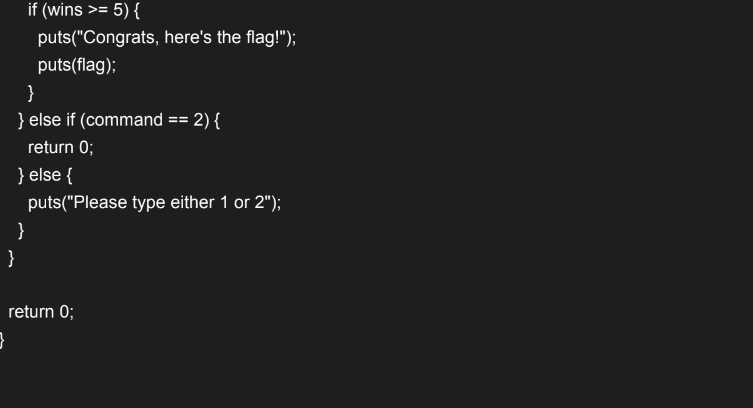 if (wins >= 5) {
puts("Congrats, here's the flag!");
puts(flag);
}
} else if (command == 2) {
return 0;
} else {
puts("Please type either 1 or 2");
}
}
return 0;
}